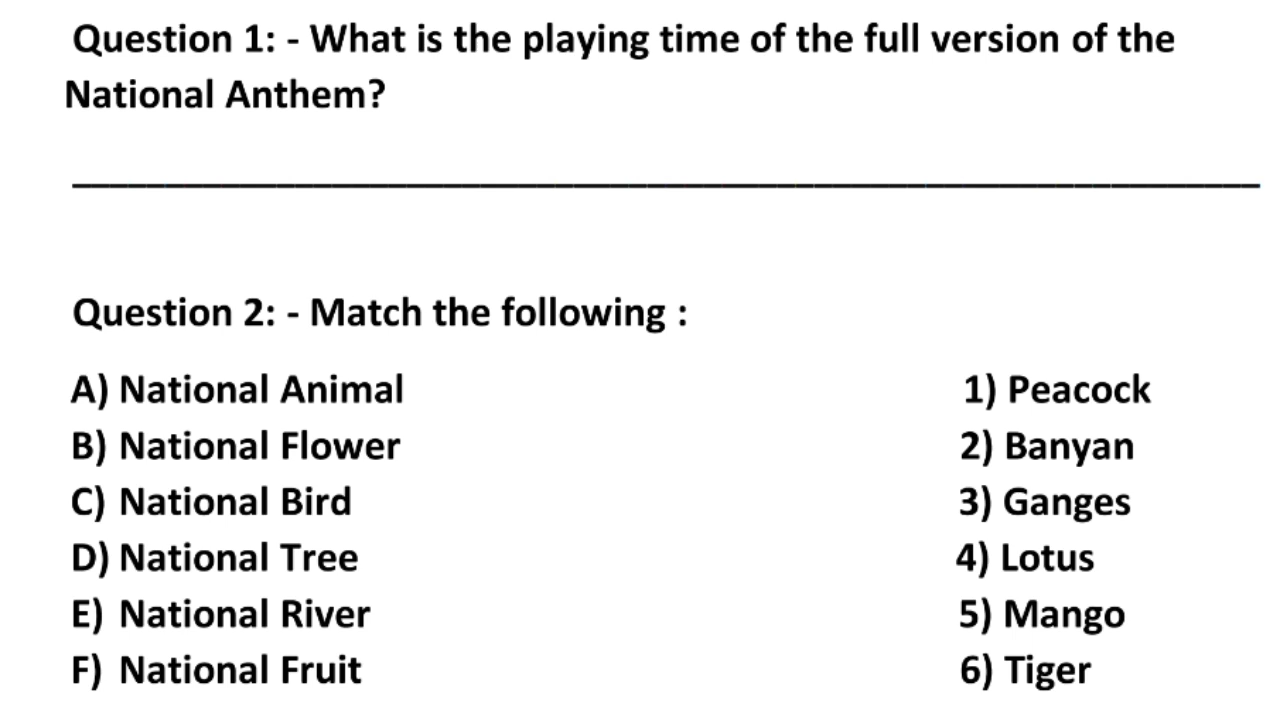 Question 1: - What is the playing time of the full version of the
National Anthem?
Question 2: - Match the following :
A) National Animal 1) Peacock
B) National Flower 2) Banyan
C) National Bird 3) Ganges
D) National Tree 4) Lotus
E) National River 5) Mango
F) National Fruit 6) Tiger